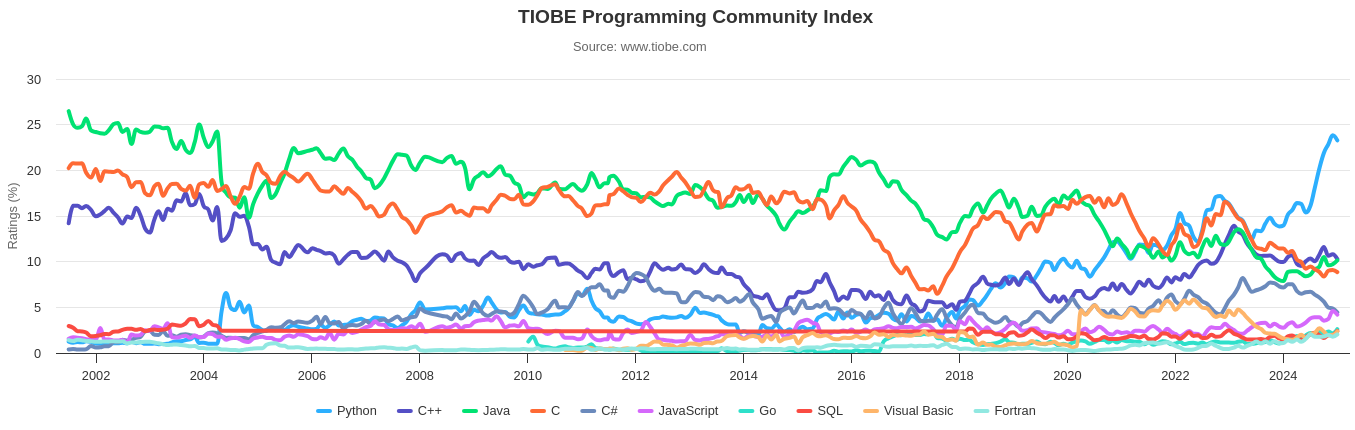 TIOBE Programming Community Index
Source: www.tiobe.com
Ratings (%)
30
25
20
15
10
5
0
2002 2004 2006 2008 2010 2012 2014 2016 2018 2020 2022 2024
Python C++ Java C C# JavaScript Go SQL Visual Basic Fortran